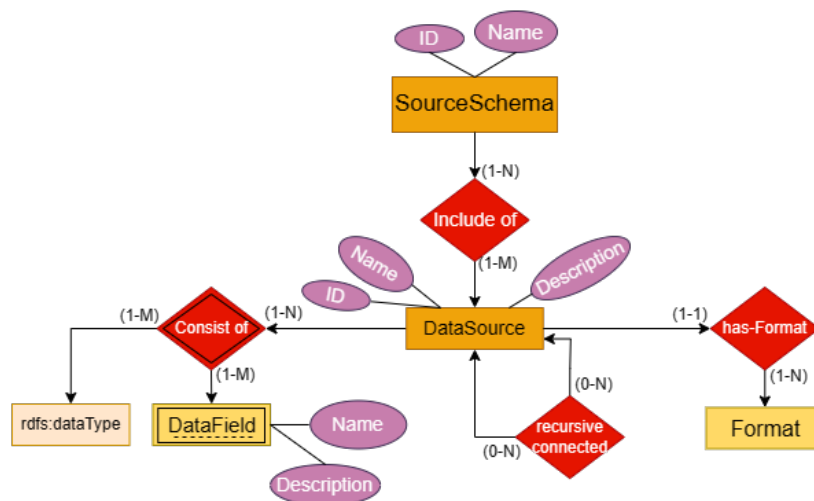 ID
Name
SourceSchema
(1-N)
Include of
(1-M)
Name
Description
ID
(1-M)
Consist of
(1-N)
DataSource
(1-1)
has-Format
(1-M)
(0-N)
(1-N)
rdfs:dataType
DataField
Name
recursive
connected
(0-N)
Format
Description